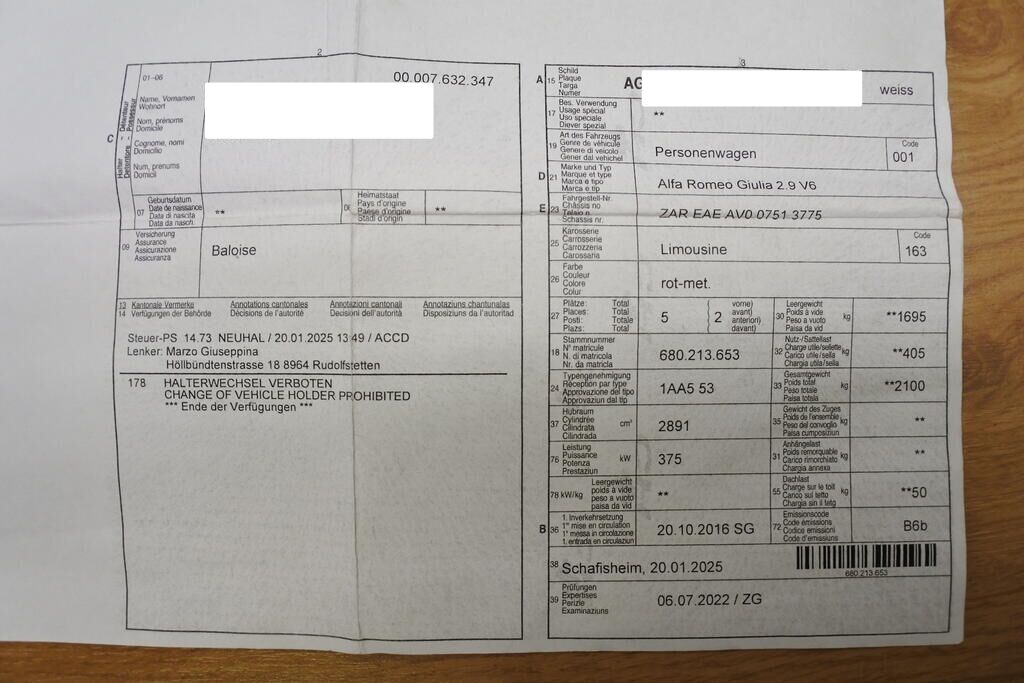 2
01-06
00.007.632.347
C
Halter
Détenteur
Detentore
Possessur
Name, Vornamen
Wohnort
Nom, prénoms
Domicile
Cognome, nomi
Domicilio
Num, prenums
Domicil
07
Geburtsdatum
Date de naissance
Data di nascita
Data da nasch.
**
Heimatstaat
Pays d'origine
Paese d'origine
Stadi d'origin
**
09
Versicherung
Assurance
Assicurazione
Assicuranza
Baloise
13 Kantonale Vermerke Annotations cantonales Annotazioni cantonali Annotaziuns chantunalas
14 Verfügungen der Behörde Décisions de l'autorité Decisioni dell'autorità Disposiziuns da l'autoritad
Steuer-PS 14.73 NEUHAL / 20.01.2025 13:49 / ACCD
Lenker: Marzo Giuseppina
Höllbündtenstrasse 18 8964 Rudolfstetten
178 HALTERWECHSEL VERBOTEN
CHANGE OF VEHICLE HOLDER PROHIBITED
*** Ende der Verfügungen ***
3
A 15
Schild
Plaque
Targa
Numer
AG
weiss
17
Bes. Verwendung
Usage spécial
Uso speciale
Diever spezial
**
19
Art des Fahrzeugs
Genre de véhicule
Genere di veicolo
Gener dal vehichel
Personenwagen
Code
001
D 21
Marke und Typ
Marque et type
Marca e tipo
Marca e tip
Alfa Romeo Giulia 2.9 V6
E 23
Fahrgestell-Nr.
Châssis no
Telaio n.
Schassis nr.
ZAR EAE AV0 0751 3775
25
Karosserie
Carrosserie
Carrozzeria
Carossaria
Limousine
Code
163
26
Farbe
Couleur
Colore
Colur
rot-met.
27
Plätze: Total
Places: Total
Posti: Totale
Plazs: Total
5
2
vorne)
avant)
anteriori)
davant)
30
Leergewicht
Poids à vide
Peso a vuoto
Paisa da vid
kg
**1695
18
Stammnummer
N° matricule
N. di matricola
Nr. da matricla
680.213.653
32
Nutz-/Sattellast
Charge utile/sellette
Carico utile/sella
Chargia utila/sella
kg
**405
24
Typengenehmigung
Réception par type
Approvazione del tipo
Approvaziun dal tip
1AA5 53
33
Gesamtgewicht
Poids total
Peso totale
Paisa totala
kg
**2100
37
Hubraum
Cylindrée
Cilindrata
Cilindrada
cm³
2891
35
Gewicht des Zuges
Poids de l'ensemble
Peso del convoglio
Paisa cumposiziun
kg
**
76
Leistung
Puissance
Potenza
Prestaziun
kW
375
31
Anhängelast
Poids remorquable
Carico rimorchiato
Chargia annexa
kg
**
78 kW/kg
Leergewicht
poids à vide
peso a vuoto
paisa da vid
**
55
Dachlast
Charge sur le toit
Carico sul tetto
Chargia sin il tetg
kg
**50
B 36
1. Inverkehrsetzung
1re mise en circulation
1a messa in circolazione
1. entrada en circulaziun
20.10.2016 SG
72
Emissionscode
Code émissions
Codice emissioni
Code d'emissiuns
B6b
38
Schafisheim, 20.01.2025
680.213.653
39
Prüfungen
Expertises
Perizie
Examinaziuns
06.07.2022 / ZG